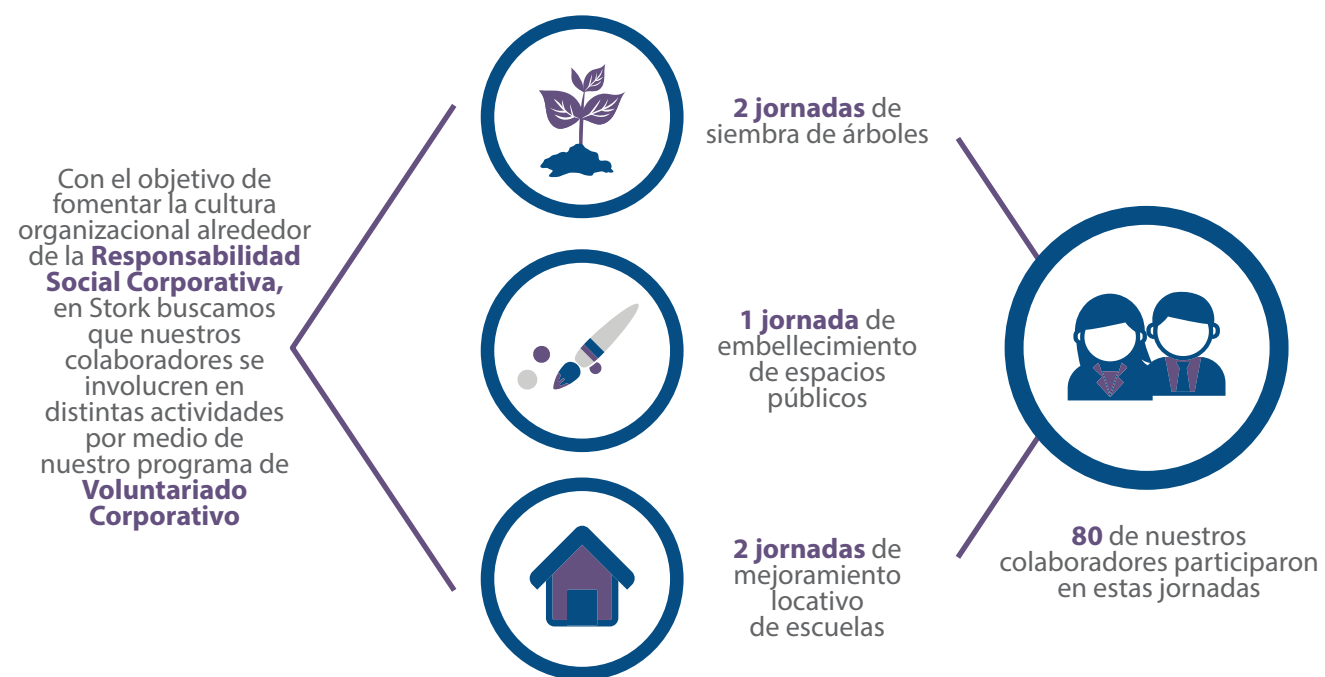 Con el objetivo de
fomentar la cultura
organizacional alrededor
de la Responsabilidad
Social Corporativa,
en Stork buscamos
que nuestros
colaboradores se
involucren en
distintas actividades
por medio de
nuestro programa de
Voluntariado
Corporativo
2 jornadas de
siembra de árboles
1 jornada de
embellecimiento
de espacios
públicos
2 jornadas de
mejoramiento
locativo
de escuelas
80 de nuestros
colaboradores participaron
en estas jornadas